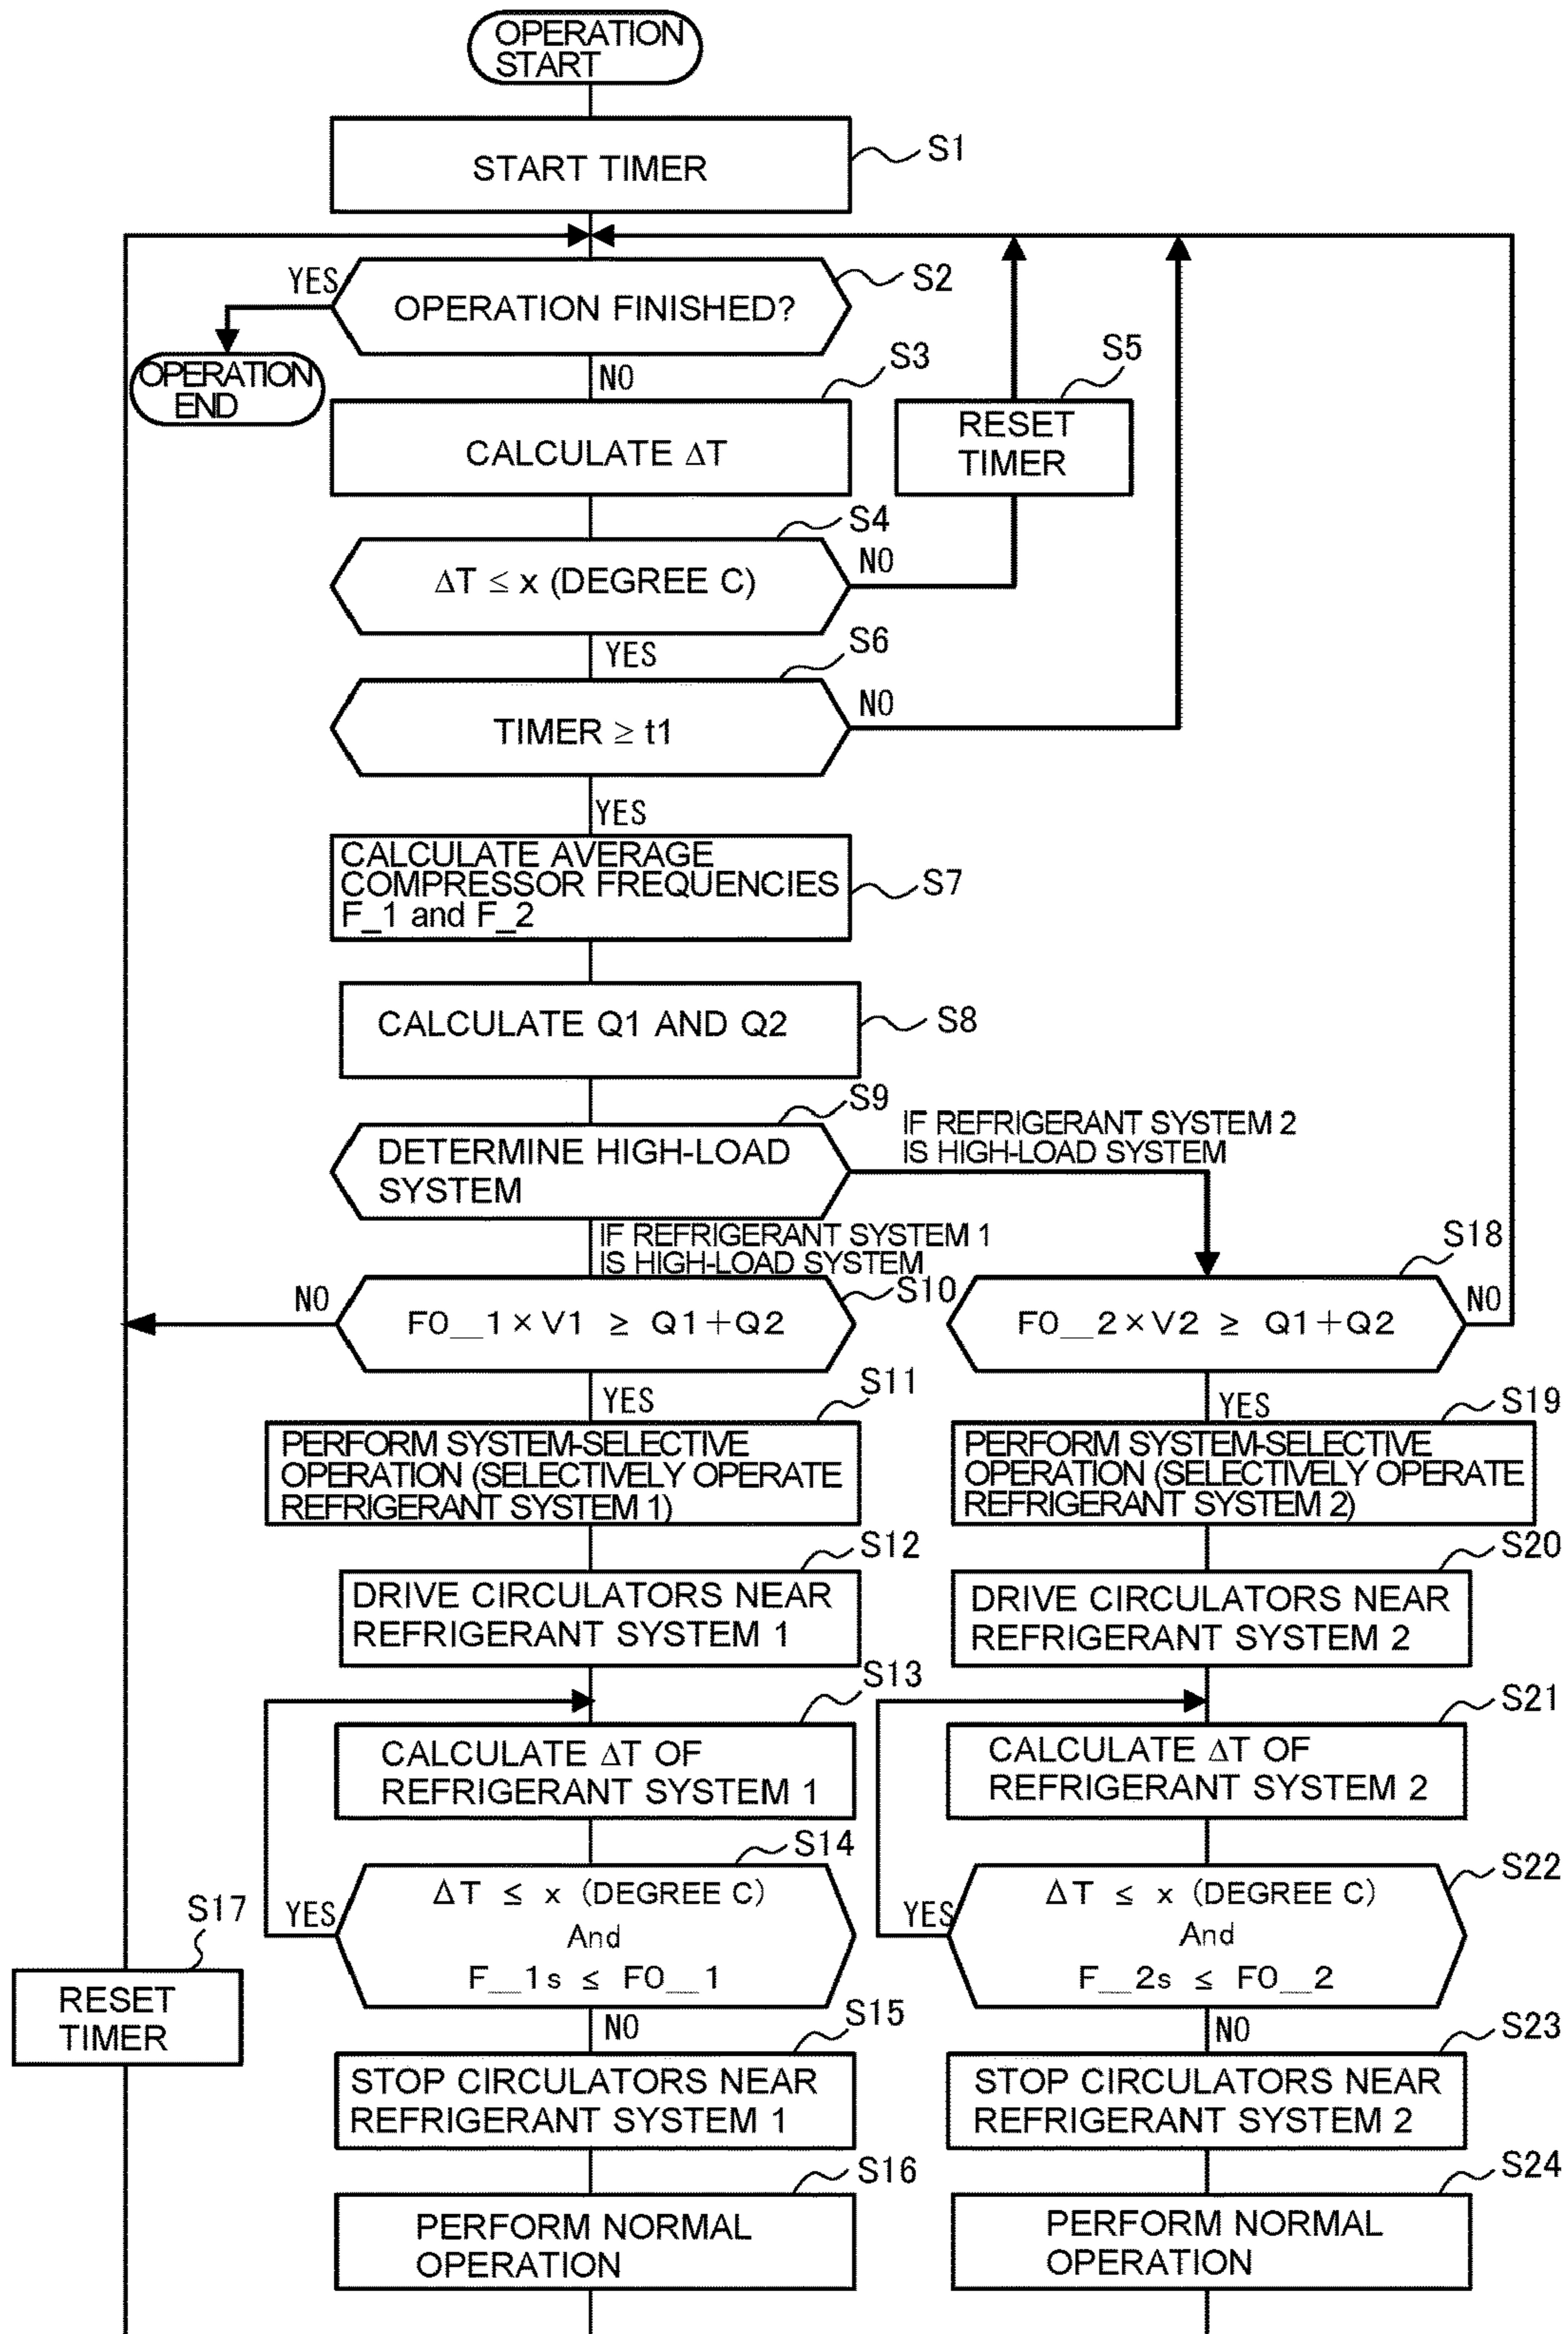 OPERATION
START
START TIMER
S1
YES
OPERATION FINISHED?
S2
OPERATION
END
NO
S3
CALCULATE ΔT
S5
RESET
TIMER
S4
ΔT ≤ x (DEGREE C)
NO
YES
S6
TIMER ≥ t1
NO
YES
CALCULATE AVERAGE
COMPRESSOR FREQUENCIES
F_1 and F_2
S7
CALCULATE Q1 AND Q2
S8
S9
DETERMINE HIGH-LOAD
SYSTEM
IF REFRIGERANT SYSTEM 2
IS HIGH-LOAD SYSTEM
IF REFRIGERANT SYSTEM 1
IS HIGH-LOAD SYSTEM
NO
F0__1×V1 ≥ Q1+Q2
S10
F0__2×V2 ≥ Q1+Q2
S18
NO
YES
S11
PERFORM SYSTEM-SELECTIVE
OPERATION (SELECTIVELY OPERATE
REFRIGERANT SYSTEM 1)
YES
S19
PERFORM SYSTEM-SELECTIVE
OPERATION (SELECTIVELY OPERATE
REFRIGERANT SYSTEM 2)
S12
DRIVE CIRCULATORS NEAR
REFRIGERANT SYSTEM 1
S20
DRIVE CIRCULATORS NEAR
REFRIGERANT SYSTEM 2
S13
CALCULATE ΔT OF
REFRIGERANT SYSTEM 1
S21
CALCULATE ΔT OF
REFRIGERANT SYSTEM 2
S14
YES
ΔT ≤ x (DEGREE C)
And
F__1s ≤ F0__1
S22
YES
ΔT ≤ x (DEGREE C)
And
F__2s ≤ F0__2
S17
RESET
TIMER
NO
S15
STOP CIRCULATORS NEAR
REFRIGERANT SYSTEM 1
NO
S23
STOP CIRCULATORS NEAR
REFRIGERANT SYSTEM 2
S16
PERFORM NORMAL
OPERATION
S24
PERFORM NORMAL
OPERATION